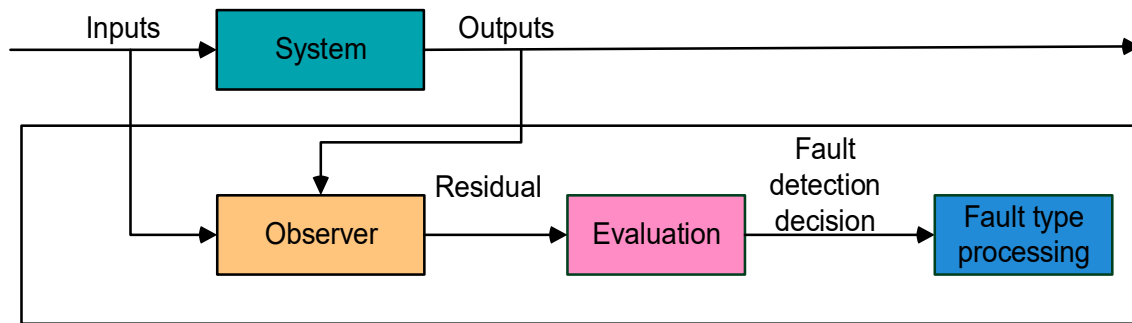 Inputs
System
Outputs
Observer
Residual
Evaluation
Fault
detection
decision
Fault type
processing